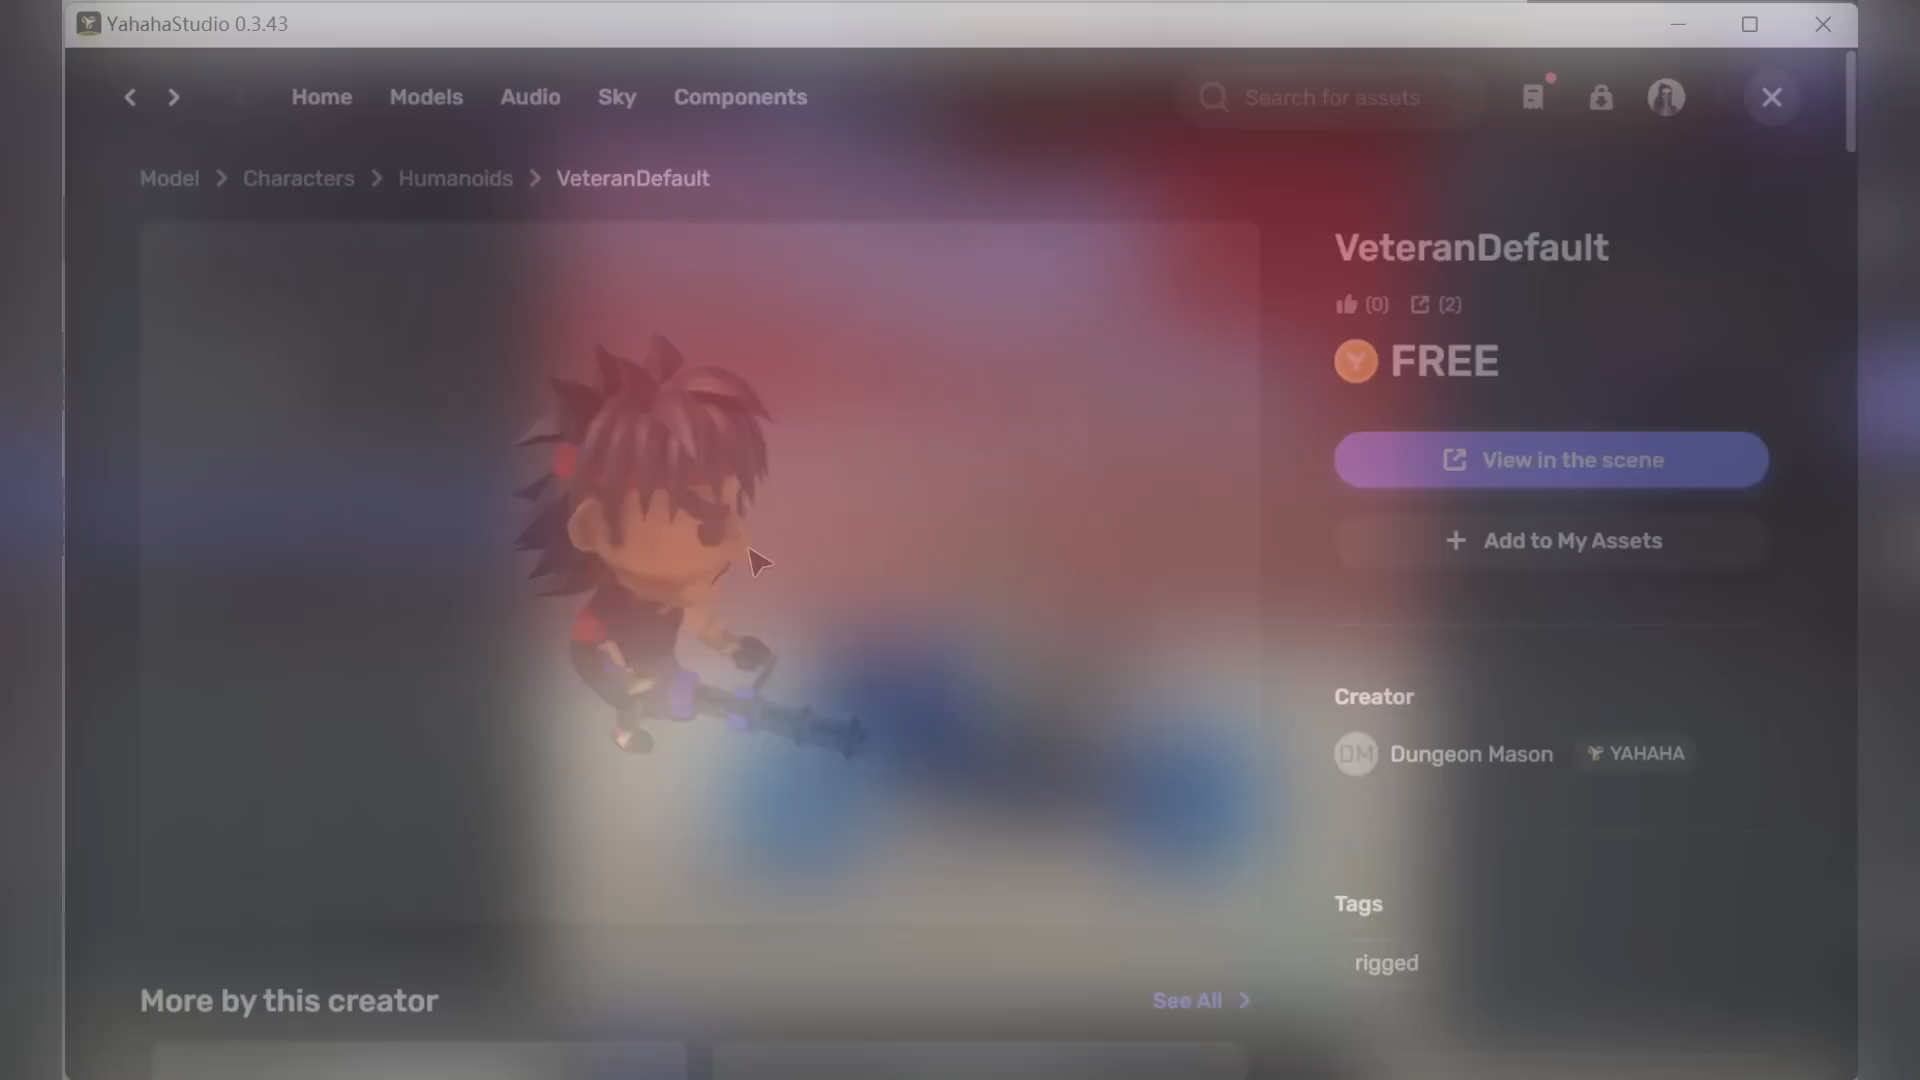 YahahaStudio 0.3.43
Home Models Audio Sky Components Search for assets
Model Characters Humanoids VeteranDefault
VeteranDefault
(0) (2)
Y FREE
View in the scene
+ Add to My Assets
Creator
DM Dungeon Mason YAHAHA
Tags
rigged
More by this creator See All